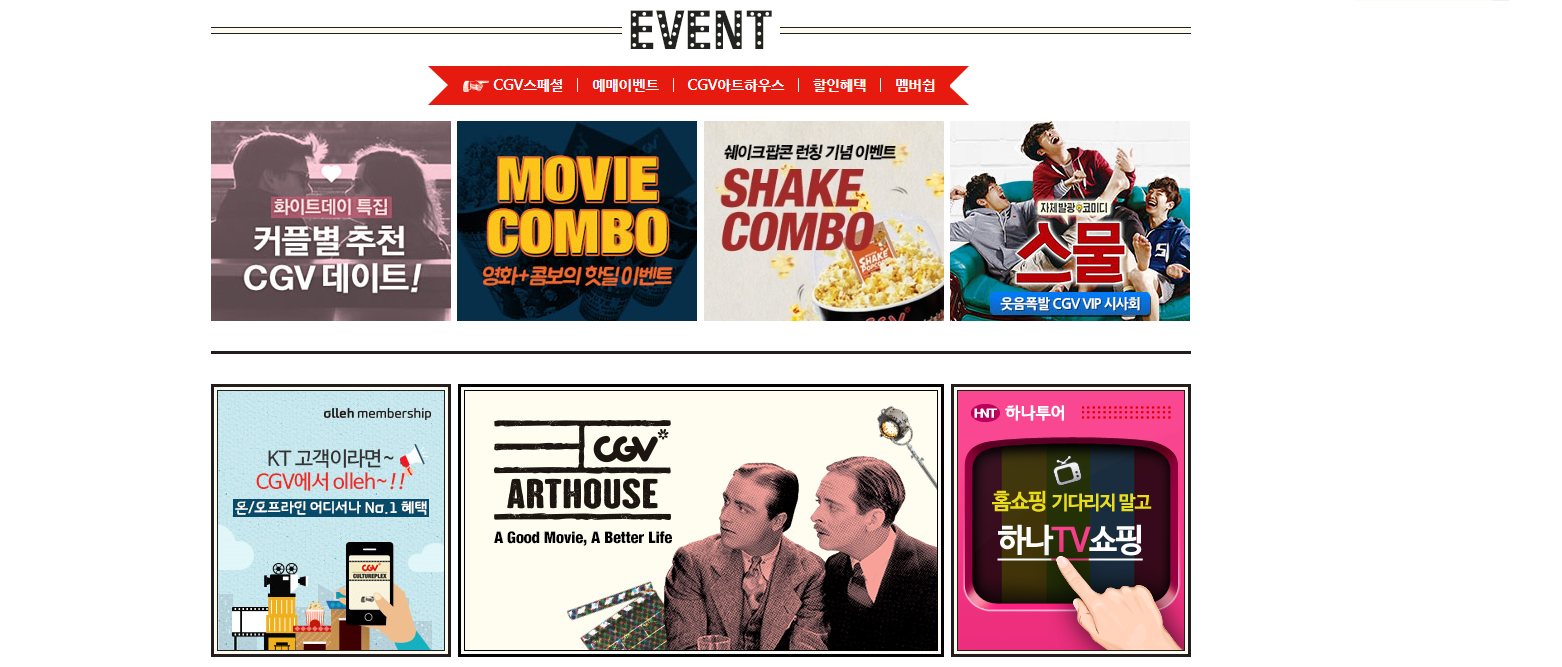 EVENT
CGV스페셜
예매이벤트
CGV아트하우스
할인혜택
멤버쉽
화이트데이 특집
커플별 추천
CGV 데이트!
MOVIE
COMBO
영화+콤보의 핫딜 이벤트
쉐이크팝콘 런칭 기념 이벤트
SHAKE
COMBO
SHAKE
POPCORN
CGV
자체발광 코미디
스물
웃음폭발 CGV VIP 시사회
olleh membership
KT 고객이라면~
CGV에서 olleh~!!
온/오프라인 어디서나 No.1 혜택
CGV
CULTUREPLEX
CGV
ARTHOUSE
A Good Movie, A Better Life
HNT 하나투어
홈쇼핑 기다리지 말고
하나TV쇼핑